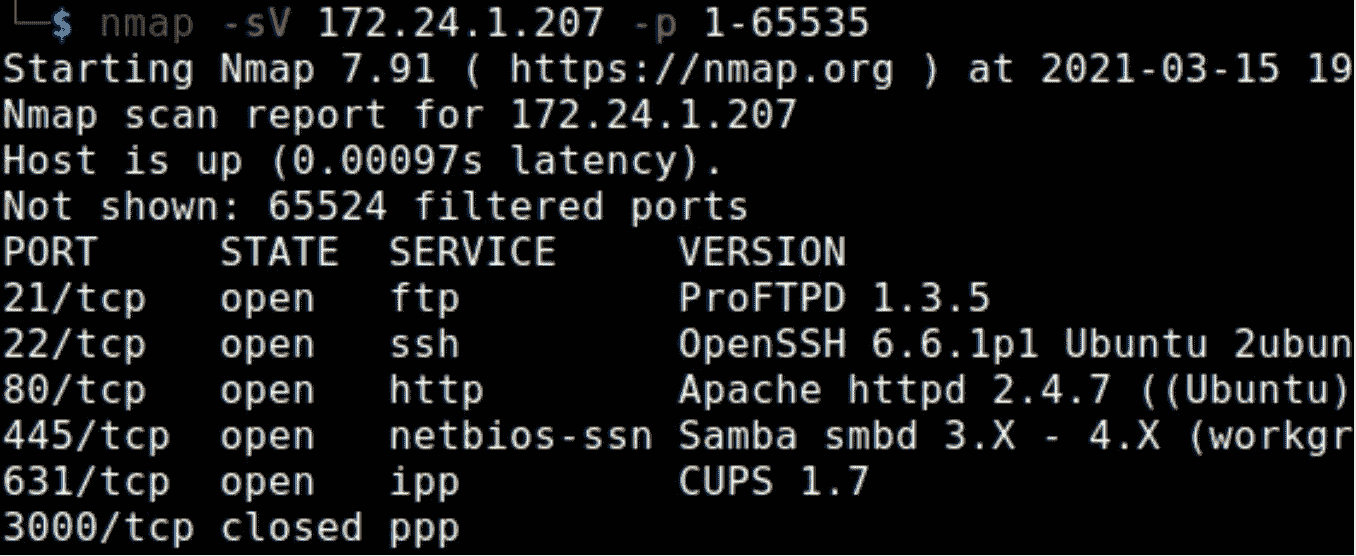 └─$ nmap -sV 172.24.1.207 -p 1-65535
Starting Nmap 7.91 ( https://nmap.org ) at 2021-03-15 19
Nmap scan report for 172.24.1.207
Host is up (0.00097s latency).
Not shown: 65524 filtered ports
PORT     STATE  SERVICE     VERSION
21/tcp   open   ftp         ProFTPD 1.3.5
22/tcp   open   ssh         OpenSSH 6.6.1p1 Ubuntu 2ubun
80/tcp   open   http        Apache httpd 2.4.7 ((Ubuntu)
445/tcp  open   netbios-ssn Samba smbd 3.X - 4.X (workgr
631/tcp  open   ipp         CUPS 1.7
3000/tcp closed ppp